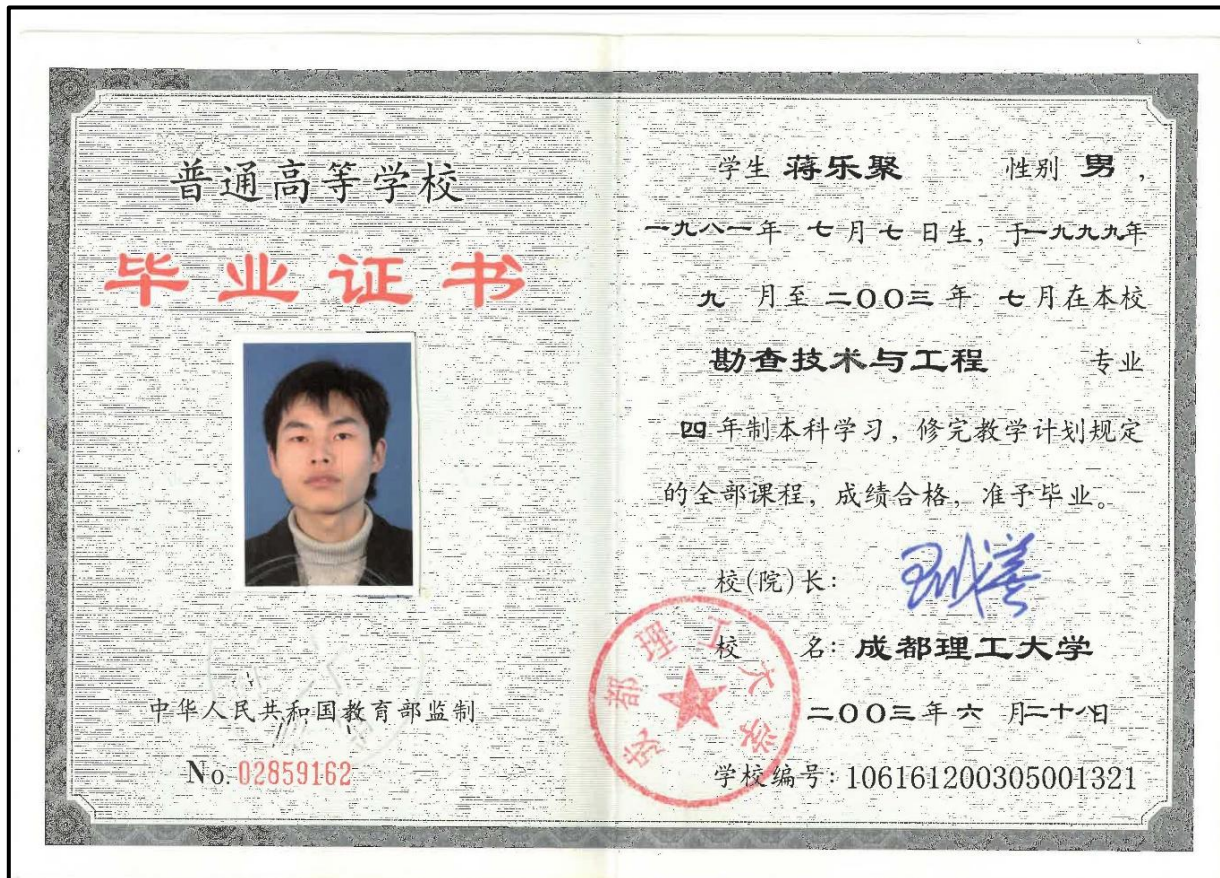 普通高等学校
毕业证书
中华人民共和国教育部监制
No. 02859162
学生 蒋乐聚 性别 男,
一九八一年 七月七日生, 于一九九九年
九 月至二〇〇三年 七月在本校
勘查技术与工程 专业
四年制本科学习, 修完教学计划规定
的全部课程, 成绩合格, 准予毕业。
校(院)长:
校 名: 成都理工大学
二〇〇三年六 月二十八日
学校编号: 106161200305001321
成都理工大学